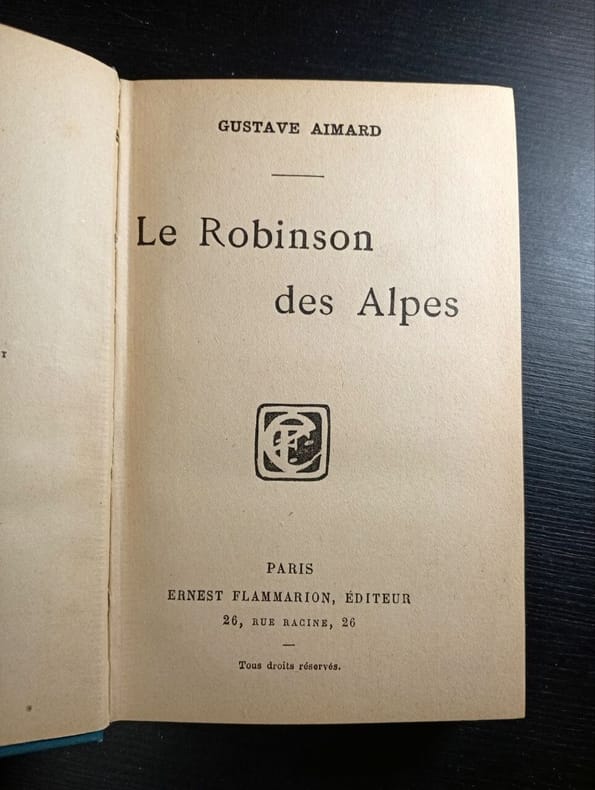 GUSTAVE AIMARD
Le Robinson
des Alpes
PARIS
ERNEST FLAMMARION, ÉDITEUR
26, RUE RACINE, 26
Tous droits réservés.